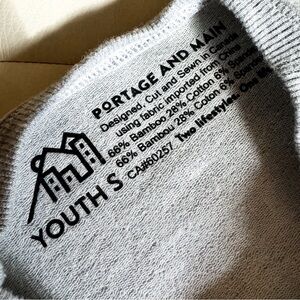 PORTAGE AND MAIN
Designed, Cut and Sewn in Canada
using fabric imported from China
66% Bamboo 28% Cotton 6%
66% Bambou 28% Coton 6%
CA#60257 Two lifestyles. One
YOUTH S